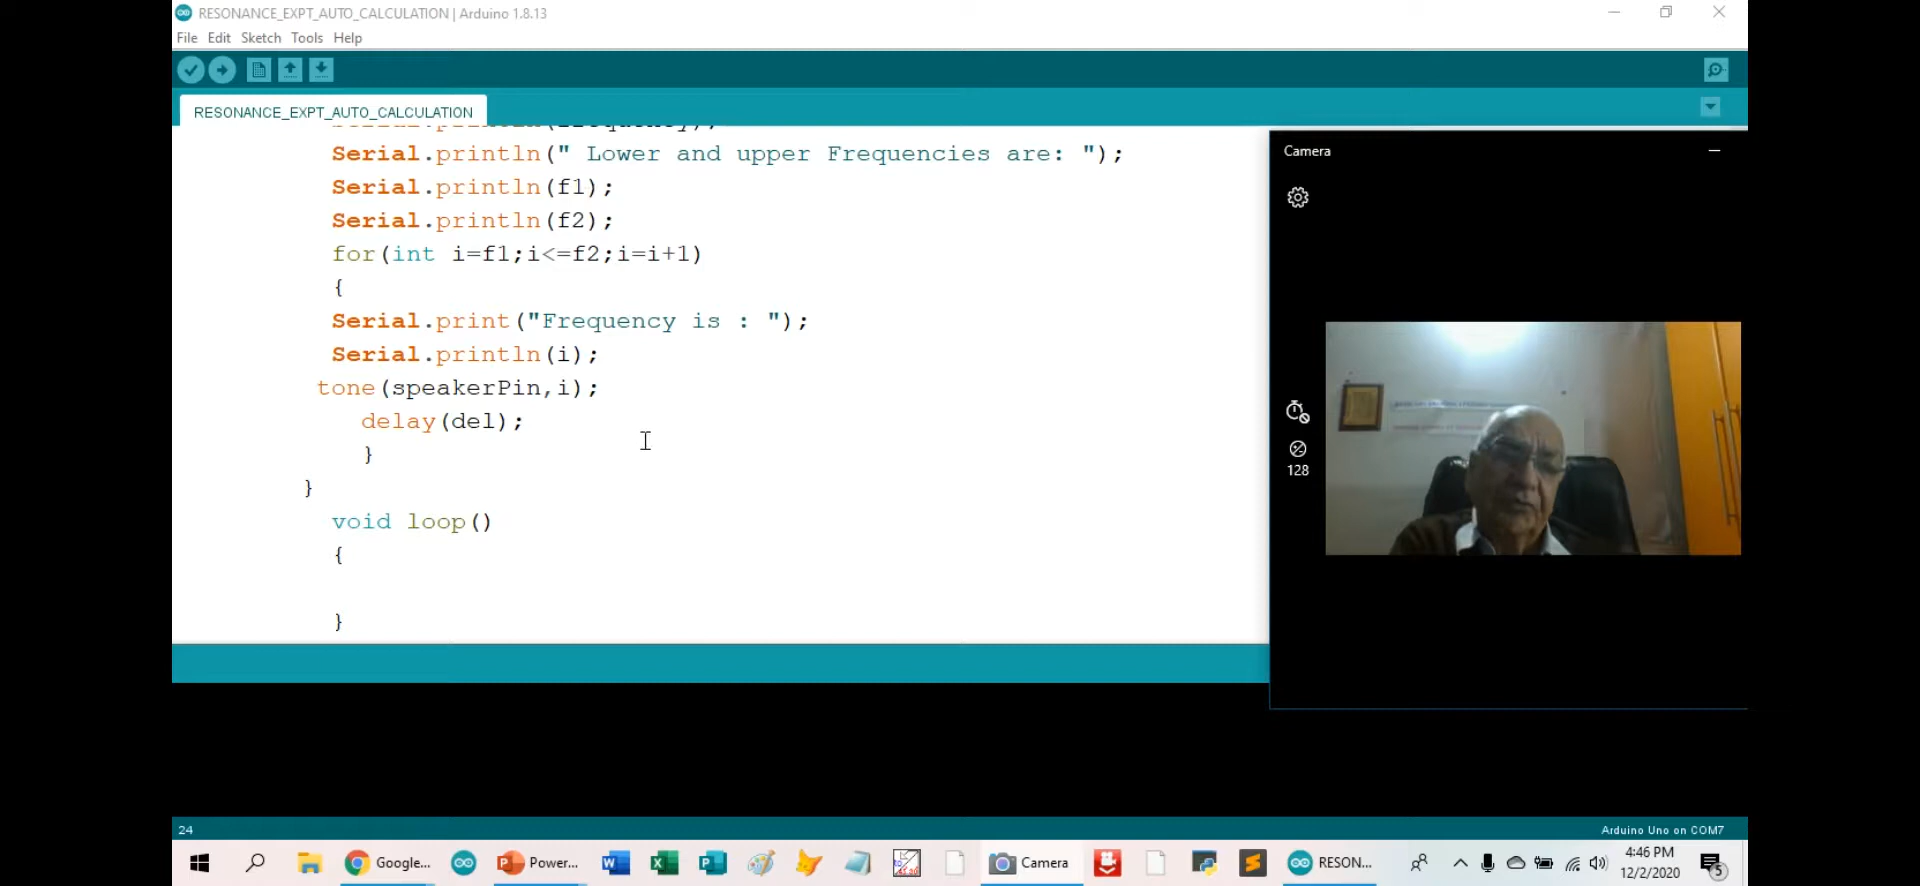 RESONANCE_EXPT_AUTO_CALCULATION | Arduino 1.8.13
File Edit Sketch Tools Help
RESONANCE_EXPT_AUTO_CALCULATION
Serial.println(" Lower and upper Frequencies are: ");
Serial.println(f1);
Serial.println(f2);
for(int i=f1;i<=f2;i=i+1)
{
Serial.print("Frequency is : ");
Serial.println(i);
tone(speakerPin,i);
delay(del);
}
}
void loop()
{
}
Camera
128
24
Arduino Uno on COM7
Google...
Power...
Camera
RESON...
4:46 PM
12/2/2020
5